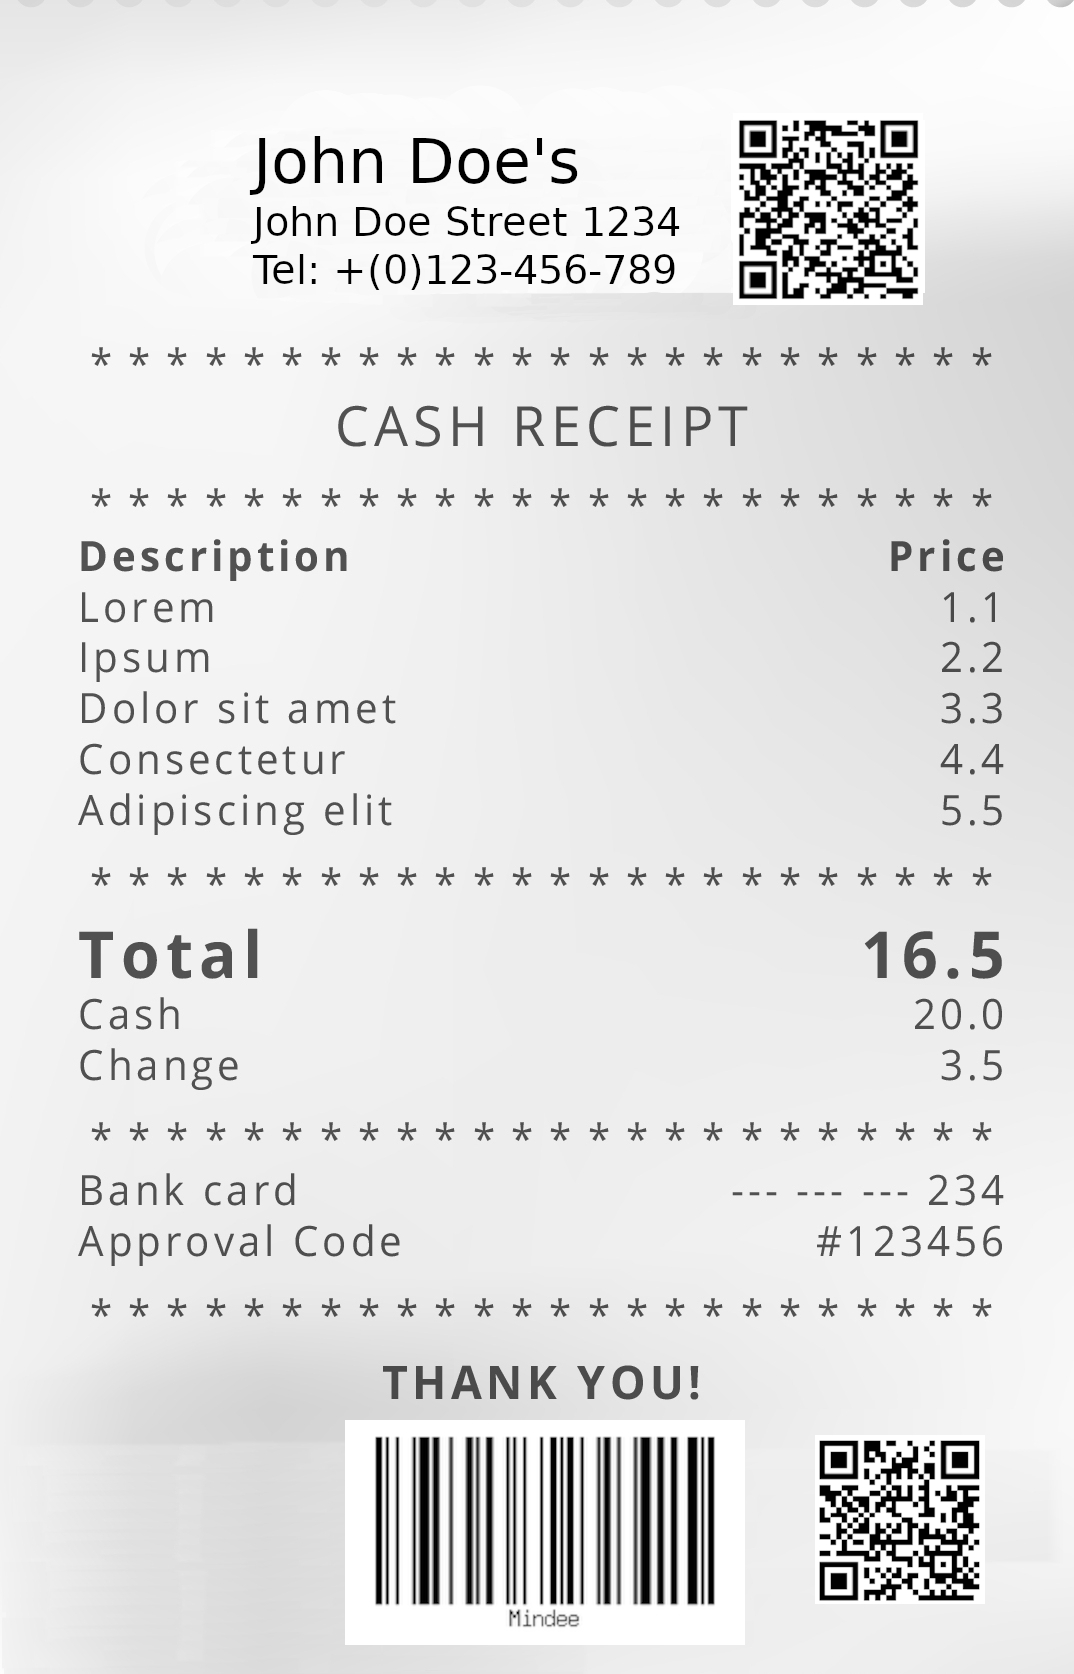 John Doe's
John Doe Street 1234
Tel: +(0)123-456-789
* * * * * * * * * * * * * * * * * * * * * * * *
CASH RECEIPT
* * * * * * * * * * * * * * * * * * * * * * * *
Description Price
Lorem 1.1
Ipsum 2.2
Dolor sit amet 3.3
Consectetur 4.4
Adipiscing elit 5.5
* * * * * * * * * * * * * * * * * * * * * * * *
Total 16.5
Cash 20.0
Change 3.5
* * * * * * * * * * * * * * * * * * * * * * * *
Bank card --- --- --- 234
Approval Code #123456
* * * * * * * * * * * * * * * * * * * * * * * *
THANK YOU!
Mindee